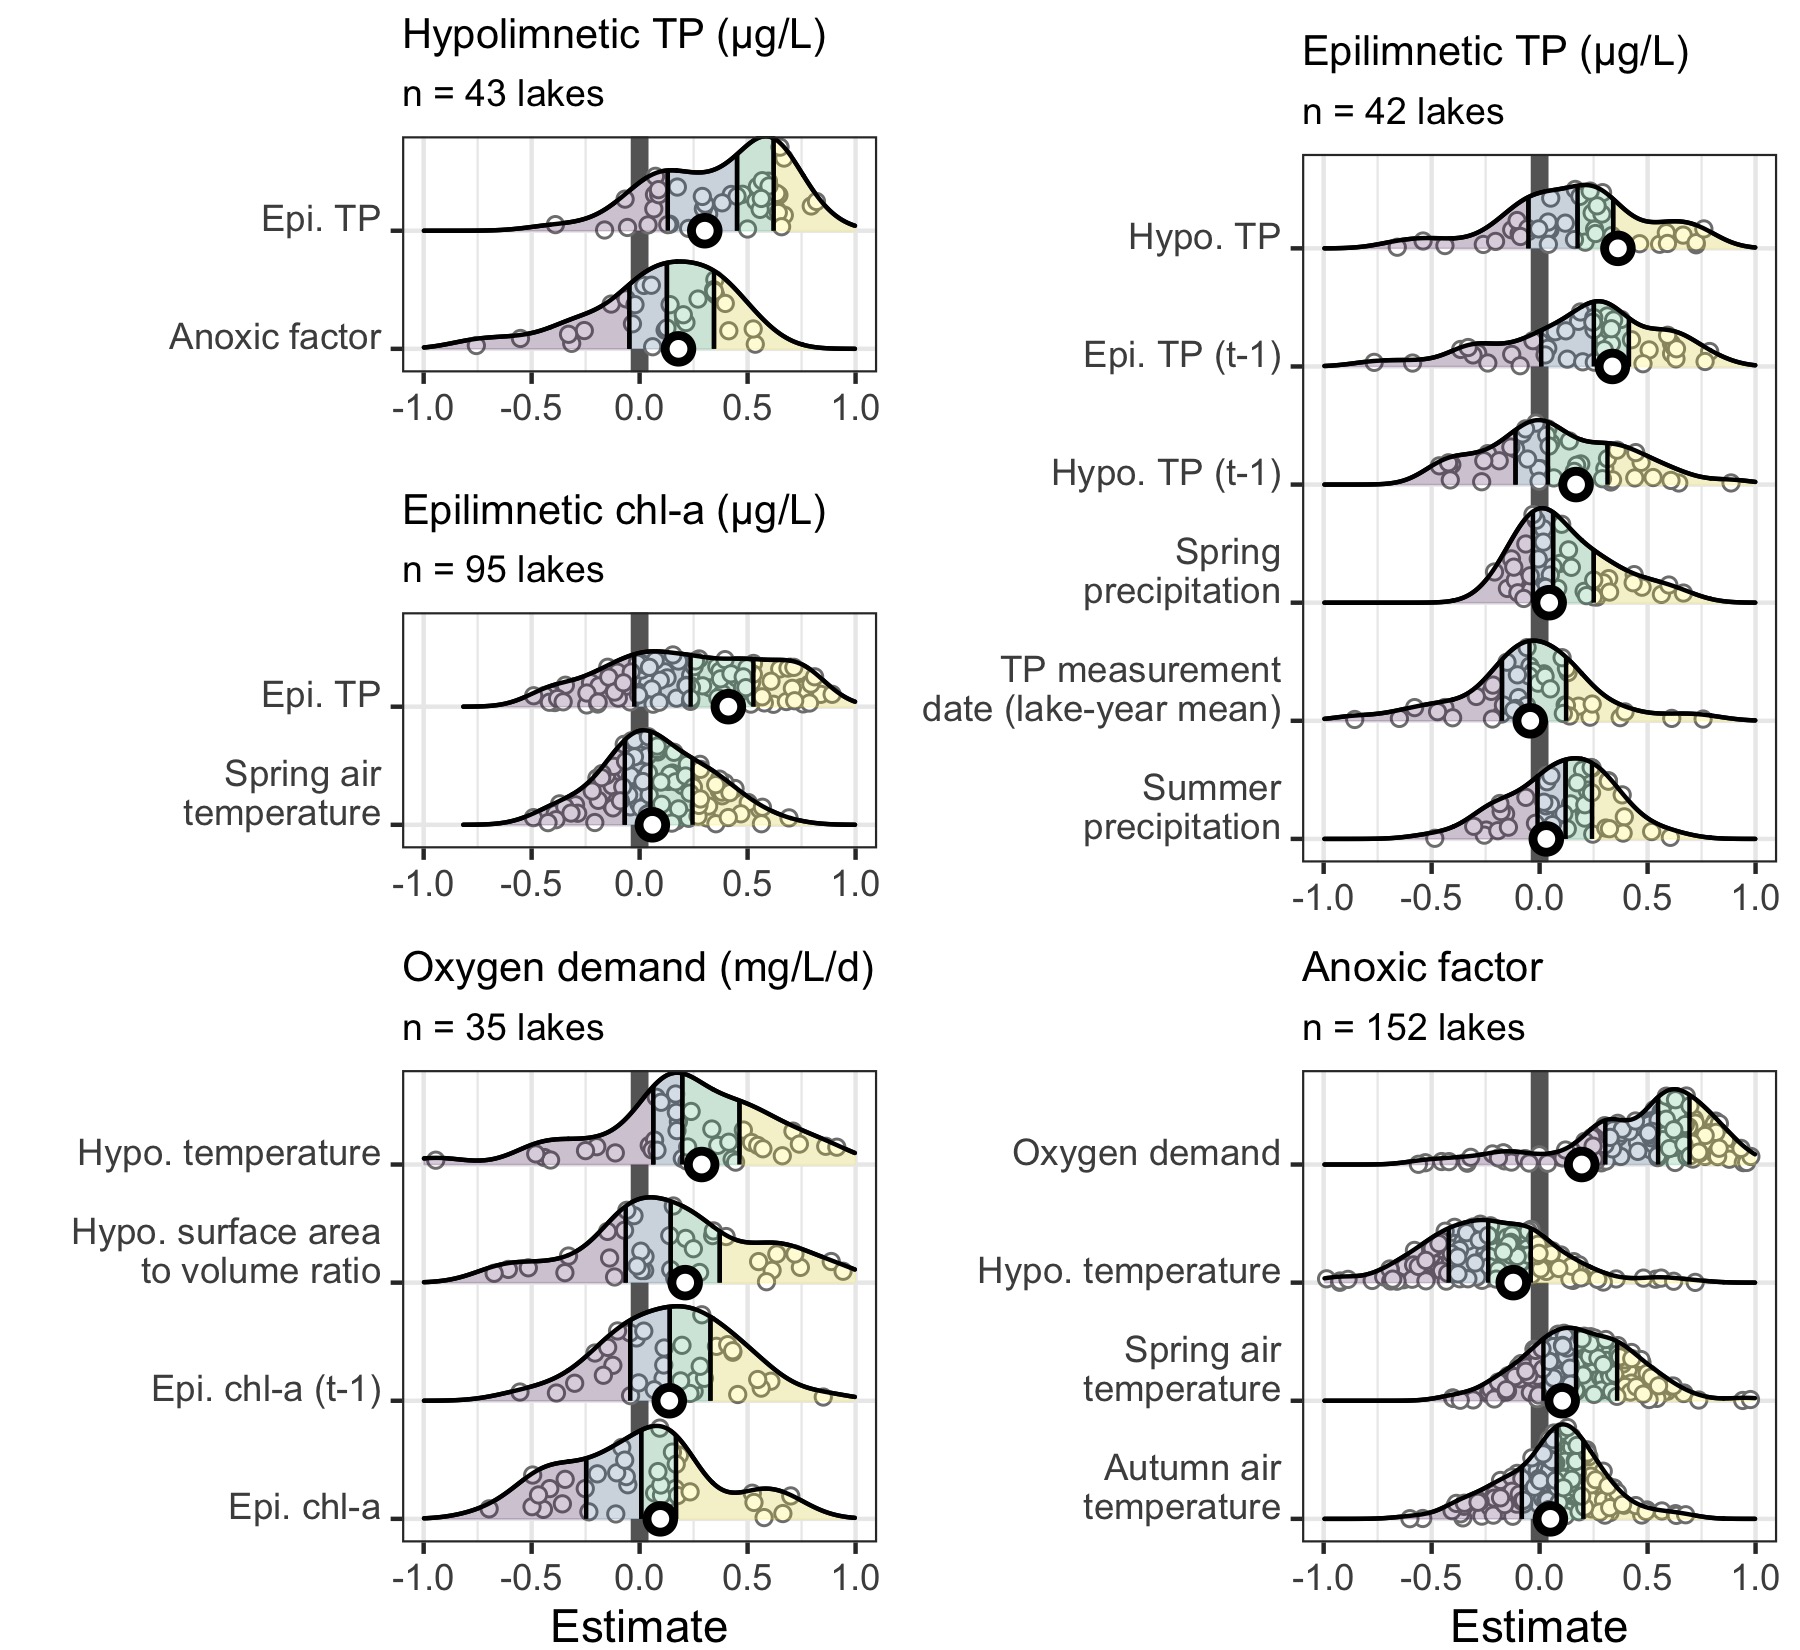 Hypolimnetic TP (µg/L)
n = 43 lakes
Epi. TP
Anoxic factor
-1.0 -0.5 0.0 0.5 1.0
Epilimnetic chl-a (µg/L)
n = 95 lakes
Epi. TP
Spring air
temperature
-1.0 -0.5 0.0 0.5 1.0
Oxygen demand (mg/L/d)
n = 35 lakes
Hypo. temperature
Hypo. surface area
to volume ratio
Epi. chl-a (t-1)
Epi. chl-a
-1.0 -0.5 0.0 0.5 1.0
Estimate
Epilimnetic TP (µg/L)
n = 42 lakes
Hypo. TP
Epi. TP (t-1)
Hypo. TP (t-1)
Spring
precipitation
TP measurement
date (lake-year mean)
Summer
precipitation
-1.0 -0.5 0.0 0.5 1.0
Anoxic factor
n = 152 lakes
Oxygen demand
Hypo. temperature
Spring air
temperature
Autumn air
temperature
-1.0 -0.5 0.0 0.5 1.0
Estimate